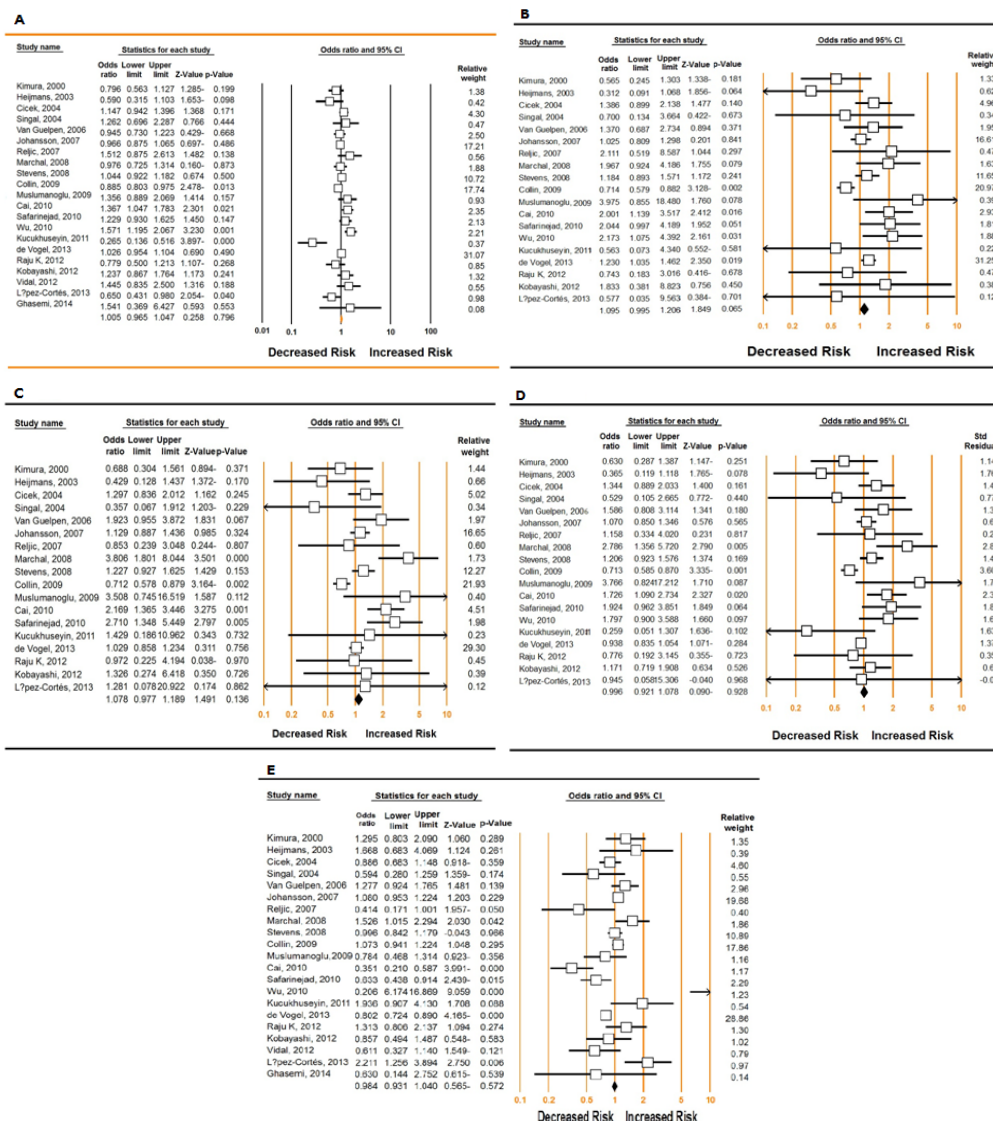 A
Study name Statistics for each study Odds ratio and 95% CI
Odds ratio Lower limit Upper limit Z-Value p-Value Relative weight
Kimura, 2000 0.796 0.563 1.127 1.285- 0.199 1.38
Heijmans, 2003 0.590 0.315 1.103 1.653- 0.098 0.42
Cicek, 2004 1.147 0.942 1.396 1.368 0.171 4.30
Singal, 2004 1.262 0.696 2.287 0.766 0.444 0.47
Van Guelpen, 2006 0.945 0.730 1.223 0.429- 0.668 2.50
Johansson, 2007 0.966 0.875 1.065 0.697- 0.486 17.21
Reljic, 2007 1.512 0.875 2.613 1.482 0.138 0.56
Marchal, 2008 0.976 0.725 1.314 0.160- 0.873 1.88
Stevens, 2008 1.044 0.922 1.182 0.674 0.500 10.72
Collin, 2009 0.885 0.803 0.975 2.478- 0.013 17.74
Muslumanoglu, 2009 1.356 0.889 2.069 1.414 0.157 0.93
Cai, 2010 1.367 1.047 1.783 2.301 0.021 2.35
Safarinejad, 2010 1.229 0.930 1.625 1.450 0.147 2.13
Wu, 2010 1.571 1.195 2.067 3.230 0.001 2.21
Kucukhuseyin, 2011 0.265 0.136 0.516 3.897- 0.000 0.37
de Vogel, 2013 1.026 0.954 1.104 0.690 0.490 31.07
Raju K, 2012 0.779 0.500 1.213 1.107- 0.268 0.85
Kobayashi, 2012 1.237 0.867 1.764 1.173 0.241 1.32
Vidal, 2012 1.445 0.835 2.500 1.316 0.188 0.55
L?pez-Cortés, 2013 0.650 0.431 0.980 2.054- 0.040 0.98
Ghasemi, 2014 1.541 0.369 6.427 0.593 0.553 0.08
1.005 0.965 1.047 0.258 0.796
0.01 0.1 1 10 100
Decreased Risk Increased Risk
B
Study name Statistics for each study Odds ratio and 95% CI
Odds ratio Lower limit Upper limit Z-Value p-Value Relative weight
Kimura, 2000 0.565 0.245 1.303 1.338- 0.181 1.33
Heijmans, 2003 0.312 0.091 1.068 1.856- 0.064 0.62
Cicek, 2004 1.386 0.899 2.138 1.477 0.140 4.96
Singal, 2004 0.700 0.134 3.664 0.422- 0.673 0.34
Van Guelpen, 2006 1.370 0.687 2.734 0.894 0.371 1.95
Johansson, 2007 1.025 0.809 1.298 0.201 0.841 16.61
Reljic, 2007 2.111 0.519 8.587 1.044 0.297 0.47
Marchal, 2008 1.967 0.924 4.186 1.755 0.079 1.63
Stevens, 2008 1.184 0.893 1.571 1.172 0.241 11.65
Collin, 2009 0.714 0.579 0.882 3.128- 0.002 20.97
Muslumanoglu, 2009 3.975 0.855 18.480 1.760 0.078 0.39
Cai, 2010 2.001 1.139 3.517 2.412 0.016 2.93
Safarinejad, 2010 2.044 0.997 4.189 1.952 0.051 1.81
Wu, 2010 2.173 1.075 4.392 2.161 0.031 1.88
Kucukhuseyin, 2011 0.563 0.073 4.340 0.552- 0.581 0.22
de Vogel, 2013 1.230 1.035 1.462 2.350 0.019 31.25
Raju K, 2012 0.743 0.183 3.016 0.416- 0.678 0.47
Kobayashi, 2012 1.833 0.381 8.823 0.756 0.450 0.38
L?pez-Cortés, 2013 0.577 0.035 9.563 0.384- 0.701 0.12
1.095 0.995 1.206 1.849 0.065
0.1 0.2 0.5 1 2 5 10
Decreased Risk Increased Risk
C
Study name Statistics for each study Odds ratio and 95% CI
Odds ratio Lower limit Upper limit Z-Value p-Value Relative weight
Kimura, 2000 0.688 0.304 1.561 0.894- 0.371 1.44
Heijmans, 2003 0.429 0.128 1.437 1.372- 0.170 0.66
Cicek, 2004 1.297 0.836 2.012 1.162 0.245 5.02
Singal, 2004 0.357 0.067 1.912 1.203- 0.229 0.34
Van Guelpen, 2006 1.923 0.955 3.872 1.831 0.067 1.97
Johansson, 2007 1.129 0.887 1.436 0.985 0.324 16.65
Reljic, 2007 0.853 0.239 3.048 0.244- 0.807 0.60
Marchal, 2008 3.806 1.801 8.044 3.501 0.000 1.73
Stevens, 2008 1.227 0.927 1.625 1.429 0.153 12.27
Collin, 2009 0.712 0.578 0.879 3.164- 0.002 21.93
Muslumanoglu, 2009 3.508 0.745 16.519 1.587 0.112 0.40
Cai, 2010 2.169 1.365 3.446 3.275 0.001 4.51
Safarinejad, 2010 2.710 1.348 5.449 2.797 0.005 1.98
Kucukhuseyin, 2011 1.429 0.186 10.962 0.343 0.732 0.23
de Vogel, 2013 1.029 0.858 1.234 0.311 0.756 29.30
Raju K, 2012 0.972 0.225 4.194 0.038- 0.970 0.45
Kobayashi, 2012 1.326 0.274 6.418 0.350 0.726 0.39
L?pez-Cortés, 2013 1.281 0.078 20.922 0.174 0.862 0.12
1.078 0.977 1.189 1.491 0.136
0.1 0.2 0.5 1 2 5 10
Decreased Risk Increased Risk
D
Study name Statistics for each study Odds ratio and 95% CI
Odds ratio Lower limit Upper limit Z-Value p-Value Std Residu
Kimura, 2000 0.630 0.287 1.387 1.147- 0.251 1.14
Heijmans, 2003 0.365 0.119 1.118 1.765- 0.078 1.76
Cicek, 2004 1.344 0.889 2.033 1.400 0.161 1.4
Singal, 2004 0.529 0.105 2.665 0.772- 0.440 0.77
Van Guelpen, 2006 1.586 0.808 3.114 1.341 0.180 1.3
Johansson, 2007 1.070 0.850 1.346 0.576 0.565 0.6
Reljic, 2007 1.158 0.334 4.020 0.231 0.817 0.2
Marchal, 2008 2.786 1.356 5.720 2.790 0.005 2.8
Stevens, 2008 1.206 0.923 1.576 1.374 0.169 1.4
Collin, 2009 0.713 0.585 0.870 3.335- 0.001 3.60
Muslumanoglu, 2009 3.766 0.824 17.212 1.710 0.087 1.7
Cai, 2010 1.726 1.090 2.734 2.327 0.020 2.3
Safarinejad, 2010 1.924 0.962 3.851 1.849 0.064 1.8
Wu, 2010 1.797 0.900 3.588 1.660 0.097 1.6
Kucukhuseyin, 2011 0.259 0.051 1.307 1.636- 0.102 1.63
de Vogel, 2013 0.938 0.835 1.054 1.071- 0.284 1.37
Raju K, 2012 0.776 0.192 3.145 0.355- 0.723 0.35
Kobayashi, 2012 1.171 0.719 1.908 0.634 0.526 0.6
L?pez-Cortés, 2013 0.945 0.058 15.306 -0.040 0.968 -0.0
0.996 0.921 1.078 0.090- 0.928
0.1 0.2 0.5 1 2 5 10
Decreased Risk Increased Risk
E
Study name Statistics for each study Odds ratio and 95% CI
Odds ratio Lower limit Upper limit Z-Value p-Value Relative weight
Kimura, 2000 1.295 0.803 2.090 1.060 0.289 1.35
Heijmans, 2003 1.668 0.683 4.069 1.124 0.261 0.39
Cicek, 2004 0.886 0.683 1.148 0.918- 0.359 4.60
Singal, 2004 0.594 0.280 1.259 1.359- 0.174 0.55
Van Guelpen, 2006 1.277 0.924 1.765 1.481 0.139 2.96
Johansson, 2007 1.080 0.953 1.224 1.203 0.229 19.68
Reljic, 2007 0.414 0.171 1.001 1.957- 0.050 0.40
Marchal, 2008 1.526 1.015 2.294 2.030 0.042 1.86
Stevens, 2008 0.996 0.842 1.179 -0.043 0.966 10.89
Collin, 2009 1.073 0.941 1.224 1.048 0.295 17.86
Muslumanoglu, 2009 0.784 0.468 1.314 0.923- 0.356 1.16
Cai, 2010 0.351 0.210 0.587 3.991- 0.000 1.17
Safarinejad, 2010 0.633 0.438 0.914 2.439- 0.015 2.29
Wu, 2010 0.206 6.174 16.869 9.059 0.000 1.23
Kucukhuseyin, 2011 1.936 0.907 4.130 1.708 0.088 0.54
de Vogel, 2013 0.802 0.724 0.890 4.165- 0.000 28.86
Raju K, 2012 1.313 0.806 2.137 1.094 0.274 1.30
Kobayashi, 2012 0.857 0.494 1.487 0.548- 0.583 1.02
Vidal, 2012 0.611 0.327 1.140 1.549- 0.121 0.79
L?pez-Cortés, 2013 2.211 1.256 3.894 2.750 0.006 0.97
Ghasemi, 2014 0.630 0.144 2.752 0.615- 0.539 0.14
0.984 0.931 1.040 0.565- 0.572
0.1 0.2 0.5 1 2 5 10
Decreased Risk Increased Risk